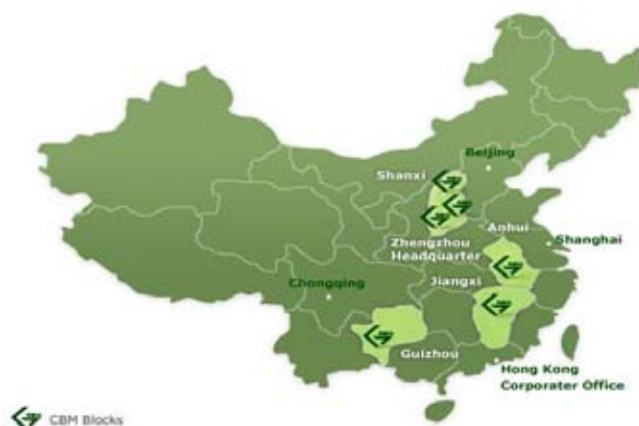 Beijing
Shanxi
Anhui
Zhengzhou
Headquarter
Shanghai
Chongqing
Jiangxi
Guizhou
Hong Kong
Corporater Office
CBM Blocks